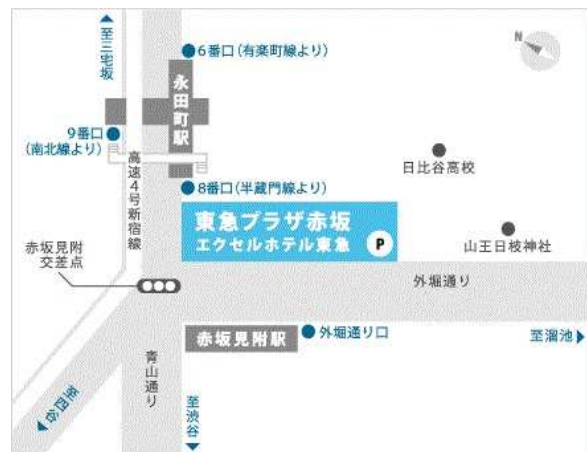 至三宅坂
6番口(有楽町線より)
N
永田町駅
9番口
(南北線より)
高速4号新宿線
日比谷高校
8番口(半蔵門線より)
東急プラザ赤坂
エクセルホテル東急
P
山王日枝神社
赤坂見附
交差点
外堀通り
赤坂見附駅
外堀通り口
至溜池
青山通り
至四谷
至渋谷